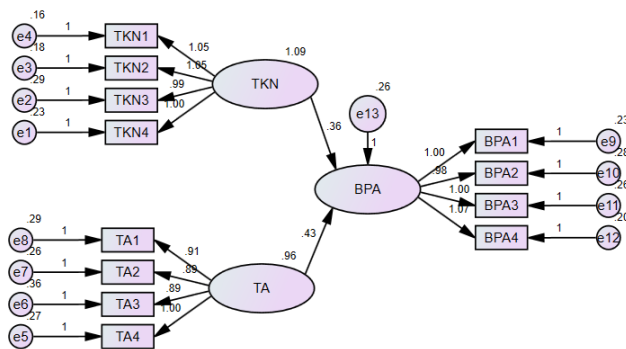 .16
e4 1 TKN1
.18
e3 1 TKN2
.29
e2 1 TKN3
.23
e1 1 TKN4
1.05
1.05
.99
1.00
1.09
TKN
.26
e13
1
.36
BPA
.43
1.00
.98
1.00
1.07
BPA1 1 e9
.23
BPA2 1 e10
.28
BPA3 1 e11
.26
BPA4 1 e12
.20
.29
e8 1 TA1
.26
e7 1 TA2
.36
e6 1 TA3
.27
e5 1 TA4
.91
.89
.89
1.00
.96
TA